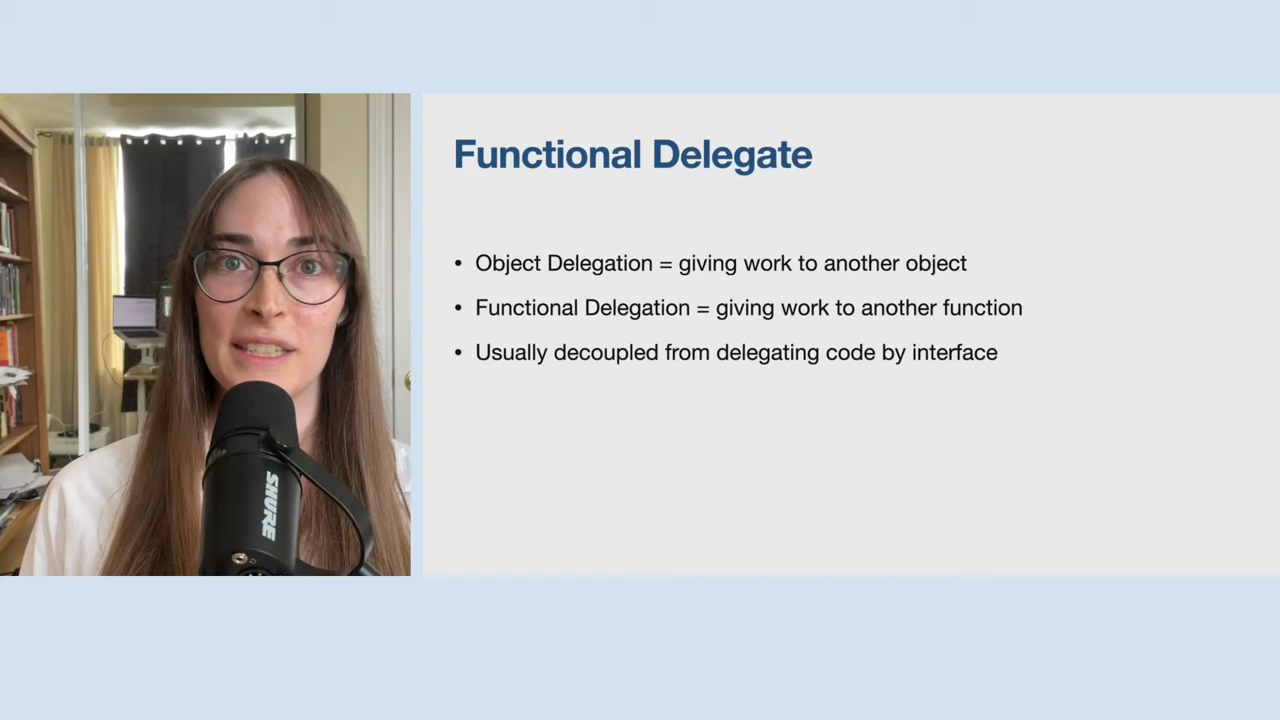 Functional Delegate
• Object Delegation = giving work to another object
• Functional Delegation = giving work to another function
• Usually decoupled from delegating code by interface
SHURE